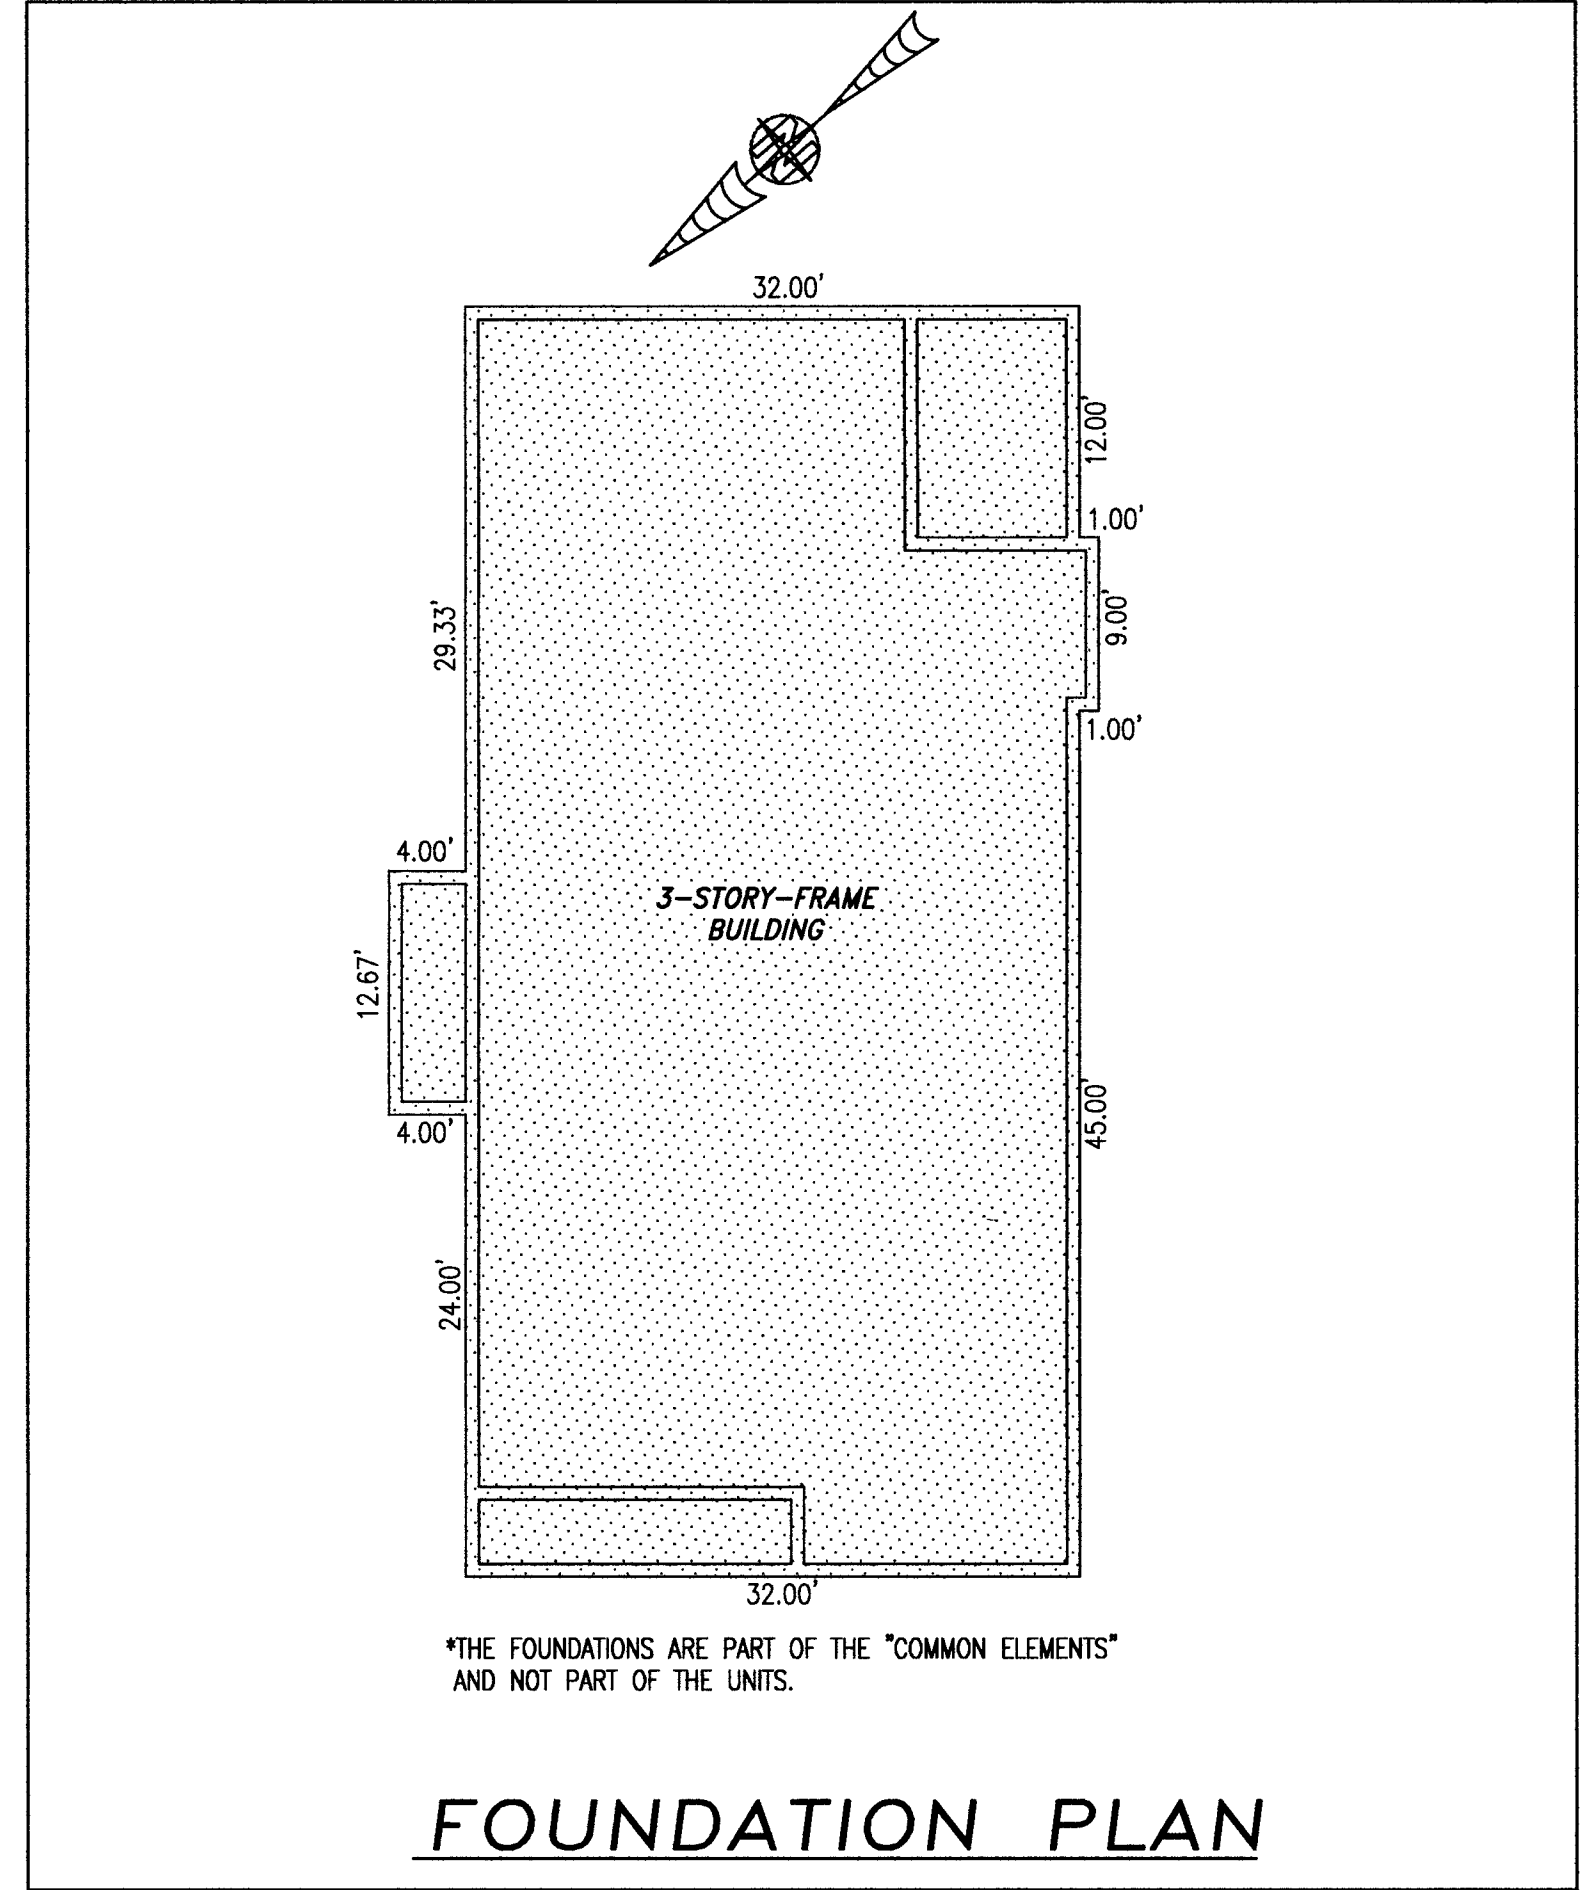 32.00'
12.00'
1.00'
9.00'
1.00'
29.33'
4.00'
3-STORY-FRAME
BUILDING
12.67'
4.00'
45.00'
24.00'
32.00'
*THE FOUNDATIONS ARE PART OF THE "COMMON ELEMENTS"
AND NOT PART OF THE UNITS.
FOUNDATION PLAN